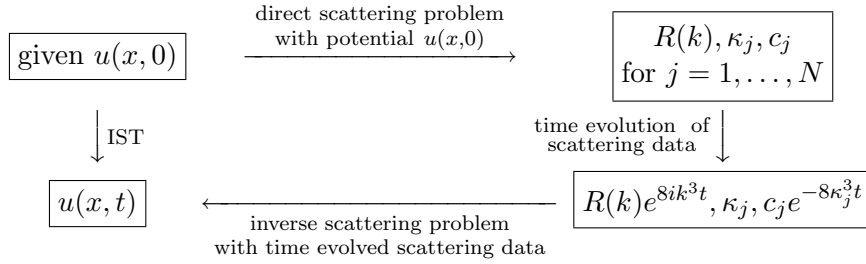 direct scattering problem
with potential u(x,0)
given u(x, 0)
R(k), κ_j, c_j
for j = 1, . . . , N
IST
time evolution of
scattering data
u(x, t)
R(k)e^{8ik^3t}, κ_j, c_je^{−8κ_j^3t}
inverse scattering problem
with time evolved scattering data